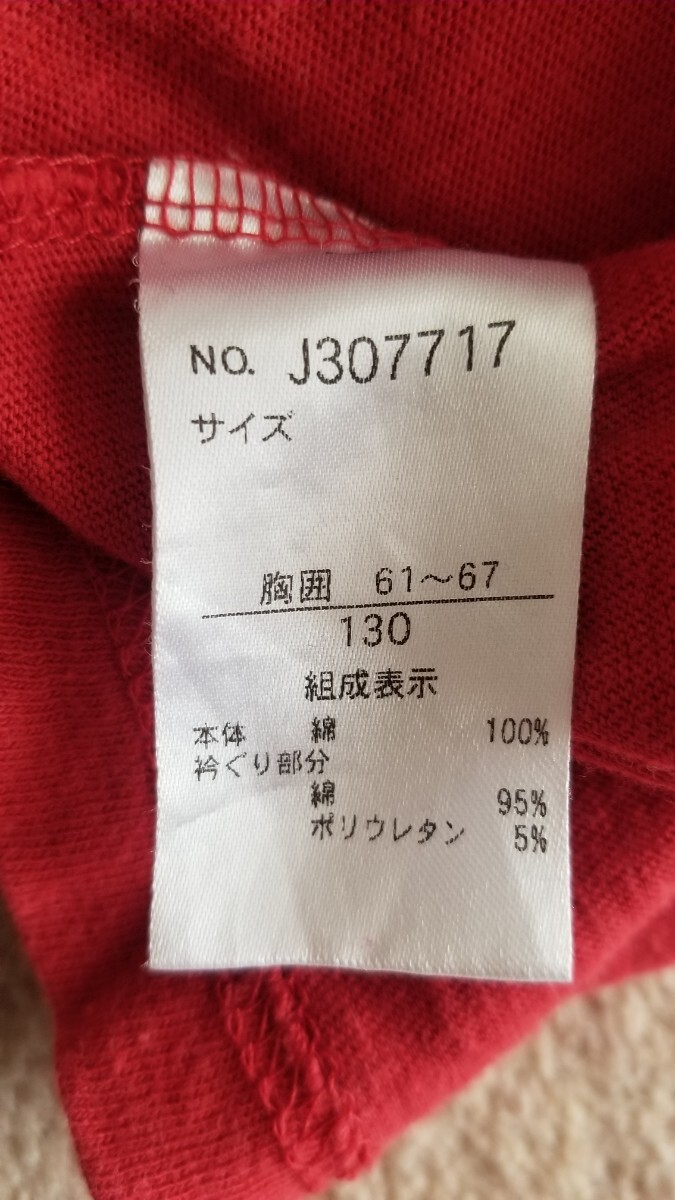 NO. J307717
サイズ
胸囲 61～67
130
組成表示
本体 綿 100%
衿ぐり部分
綿 95%
ポリウレタン 5%